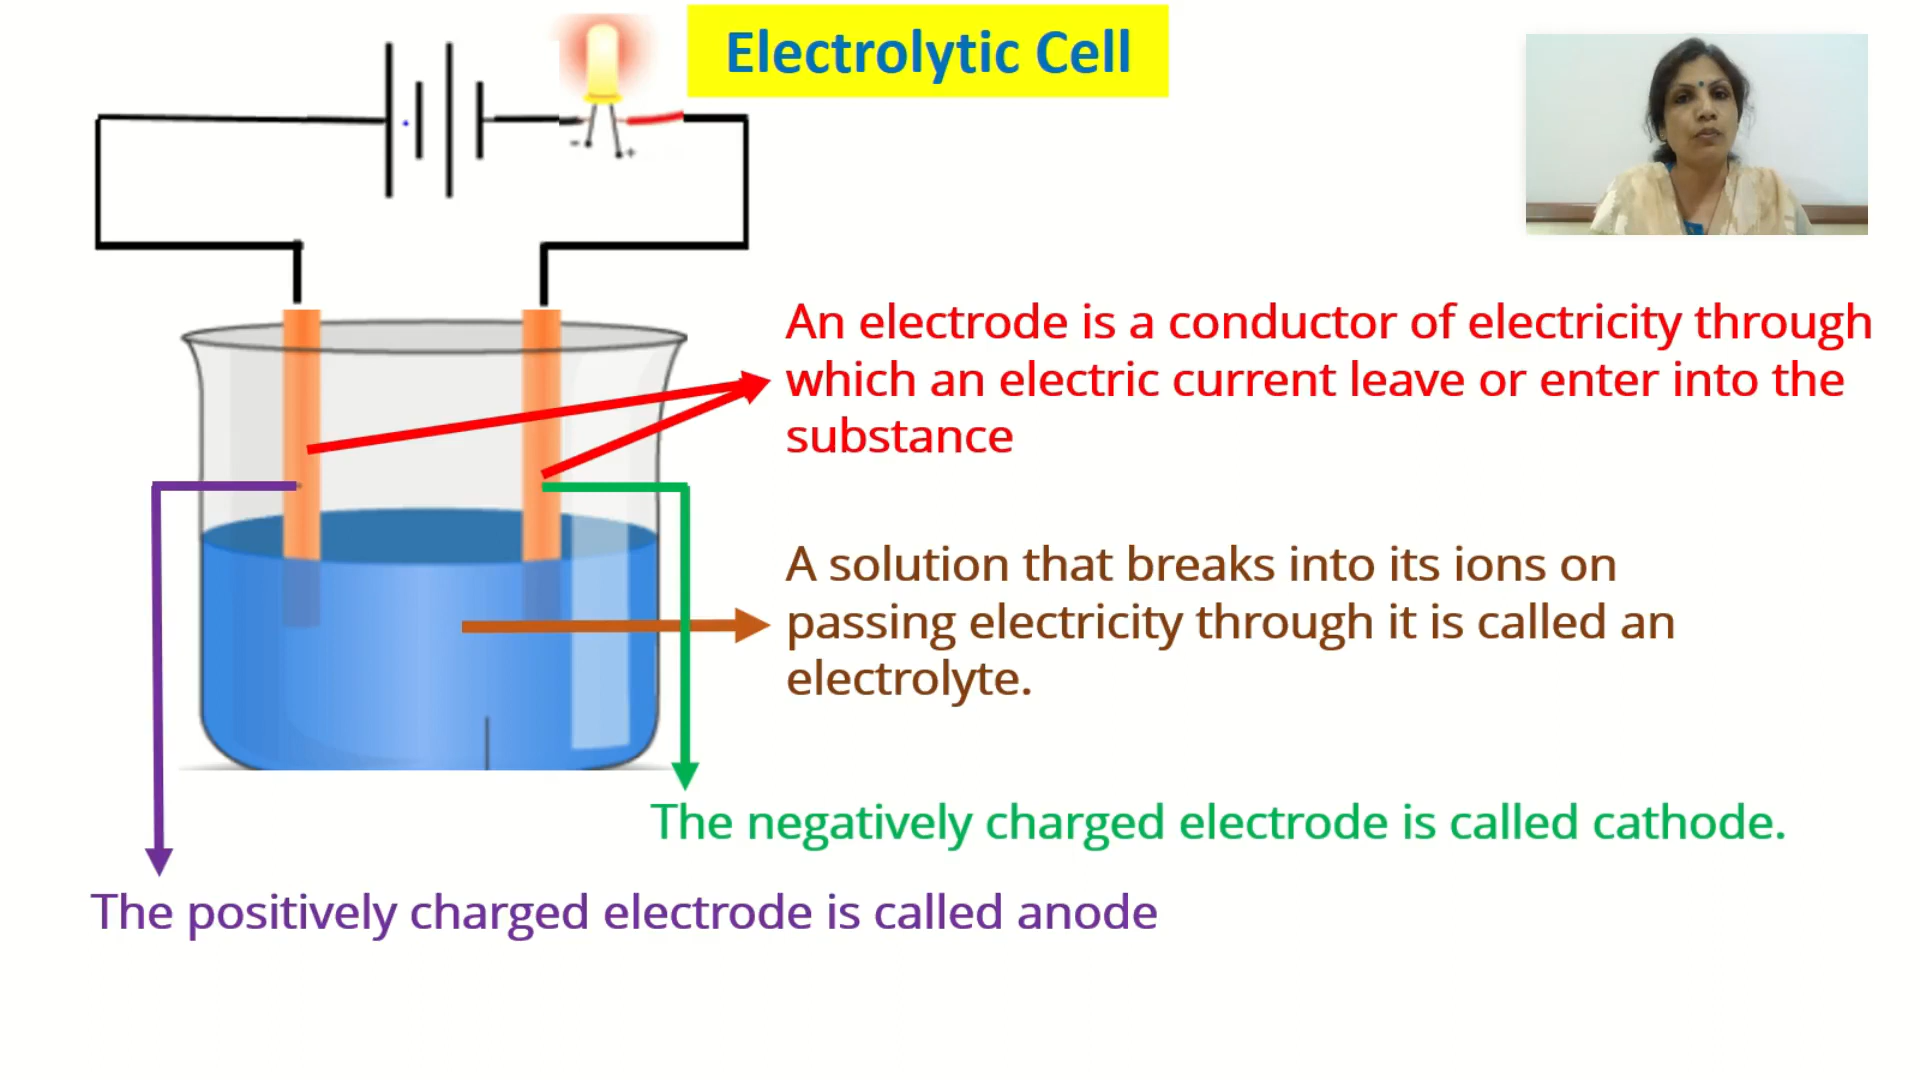 Electrolytic Cell
- +
An electrode is a conductor of electricity through
which an electric current leave or enter into the
substance
A solution that breaks into its ions on
passing electricity through it is called an
electrolyte.
The negatively charged electrode is called cathode.
The positively charged electrode is called anode